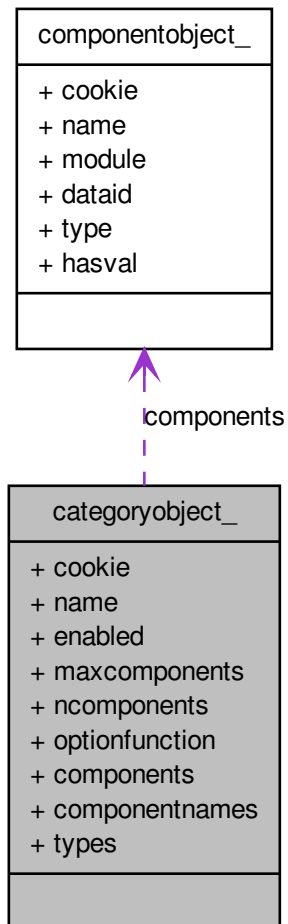 componentobject_
+ cookie
+ name
+ module
+ dataid
+ type
+ hasval
components
categoryobject_
+ cookie
+ name
+ enabled
+ maxcomponents
+ ncomponents
+ optionfunction
+ components
+ componentnames
+ types